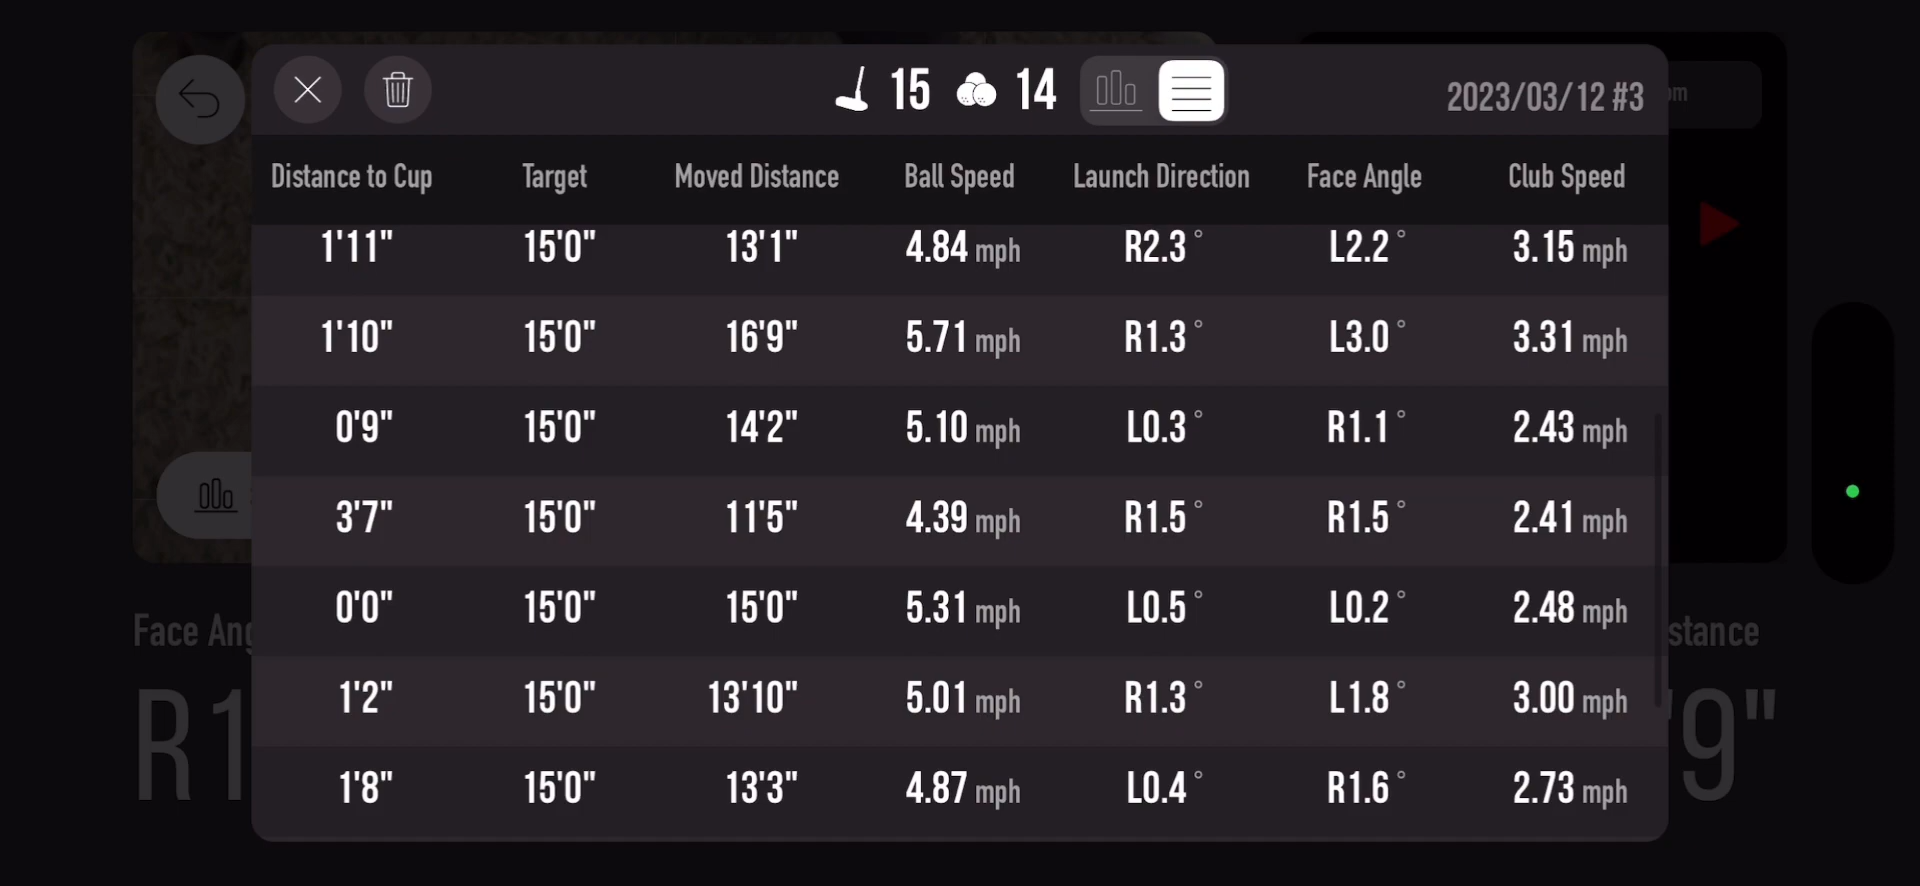 15 14 2023/03/12 #3 om
Distance to Cup Target Moved Distance Ball Speed Launch Direction Face Angle Club Speed
1'11" 15'0" 13'1" 4.84 mph R2.3° L2.2° 3.15 mph
1'10" 15'0" 16'9" 5.71 mph R1.3° L3.0° 3.31 mph
0'9" 15'0" 14'2" 5.10 mph L0.3° R1.1° 2.43 mph
3'7" 15'0" 11'5" 4.39 mph R1.5° R1.5° 2.41 mph
0'0" 15'0" 15'0" 5.31 mph L0.5° L0.2° 2.48 mph
Face Ang stance
1'2" 15'0" 13'10" 5.01 mph R1.3° L1.8° 3.00 mph
R1 '9"
1'8" 15'0" 13'3" 4.87 mph L0.4° R1.6° 2.73 mph